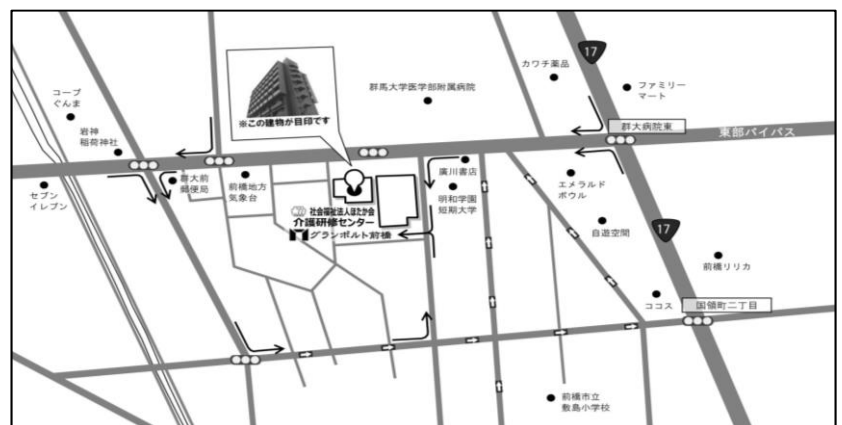 17
カワチ薬品
ファミリー
マート
群馬大学医学部附属病院
コープ
ぐんま
※この建物が目印です
群大病院東
東部バイパス
岩神
稲荷神社
廣川書店
セブン
イレブン
群大前
郵便局
前橋地方
気象台
明和学園
短期大学
エメラルド
ボウル
社会福祉法人ほたか会
介護研修センター
グランポルト前橋
自遊空間
17
前橋リリカ
ココス
国領町二丁目
前橋市立
敷島小学校